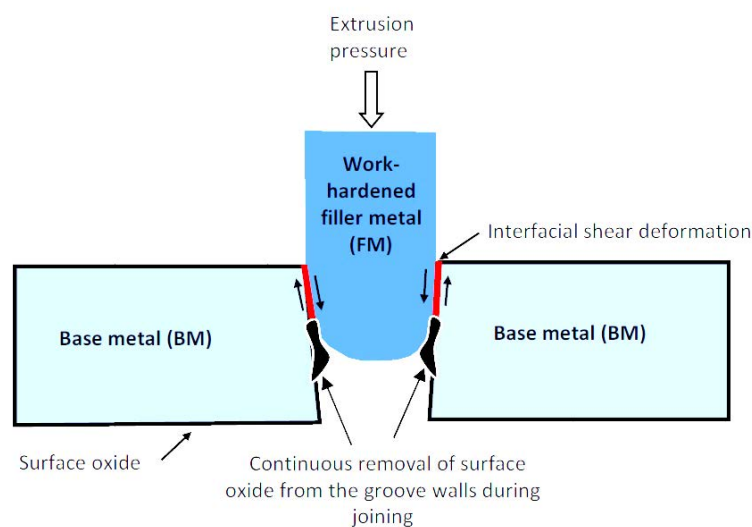 Extrusion
pressure
Work-
hardened
filler metal
(FM)
Interfacial shear deformation
Base metal (BM)
Base metal (BM)
Surface oxide
Continuous removal of surface
oxide from the groove walls during
joining